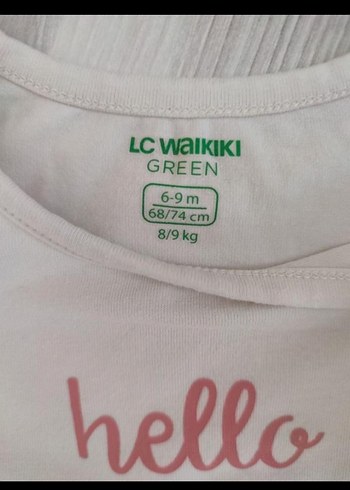 LC WAIKIKI
GREEN
6-9 m
68/74 cm
8/9 kg
hello